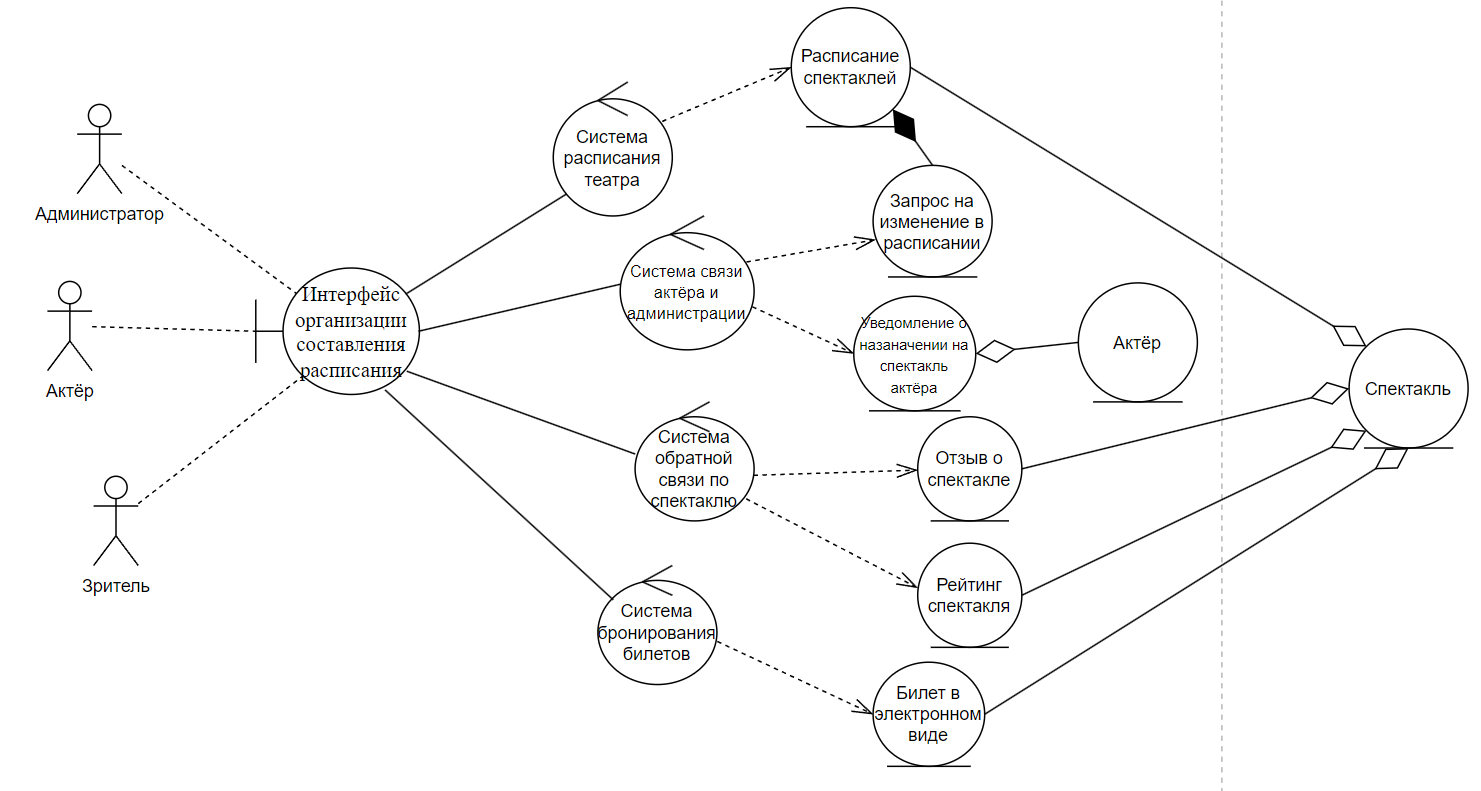 Администратор
Актёр
Зритель
Интерфейс
организации
составления
расписания
Система
расписания
театра
Система связи
актёра и
администрации
Система
обратной
связи по
спектаклю
Система
бронирования
билетов
Расписание
спектаклей
Запрос на
изменение в
расписании
Уведомление о
назаначении на
спектакль
актёра
Актёр
Отзыв о
спектакле
Рейтинг
спектакля
Билет в
электронном
виде
Спектакль